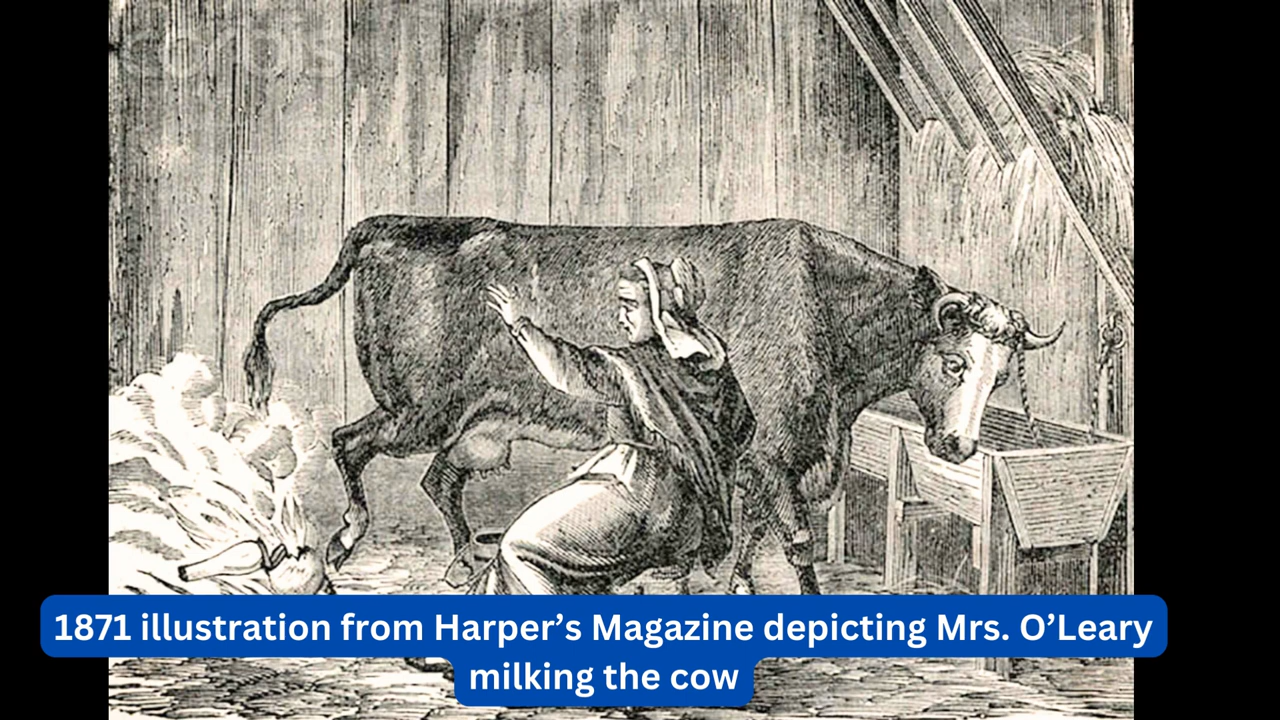 1871 illustration from Harper’s Magazine depicting Mrs. O’Leary
milking the cow